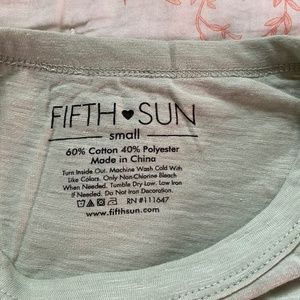 FIFTH♥SUN
small
60% Cotton 40% Polyester
Made in China
Turn Inside Out. Machine Wash Cold With
Like Colors. Only Non-Chlorine Bleach
When Needed. Tumble Dry Low. Low Iron
If Needed. Do Not Iron Decoration.
RN #111647
www.fifthsun.com